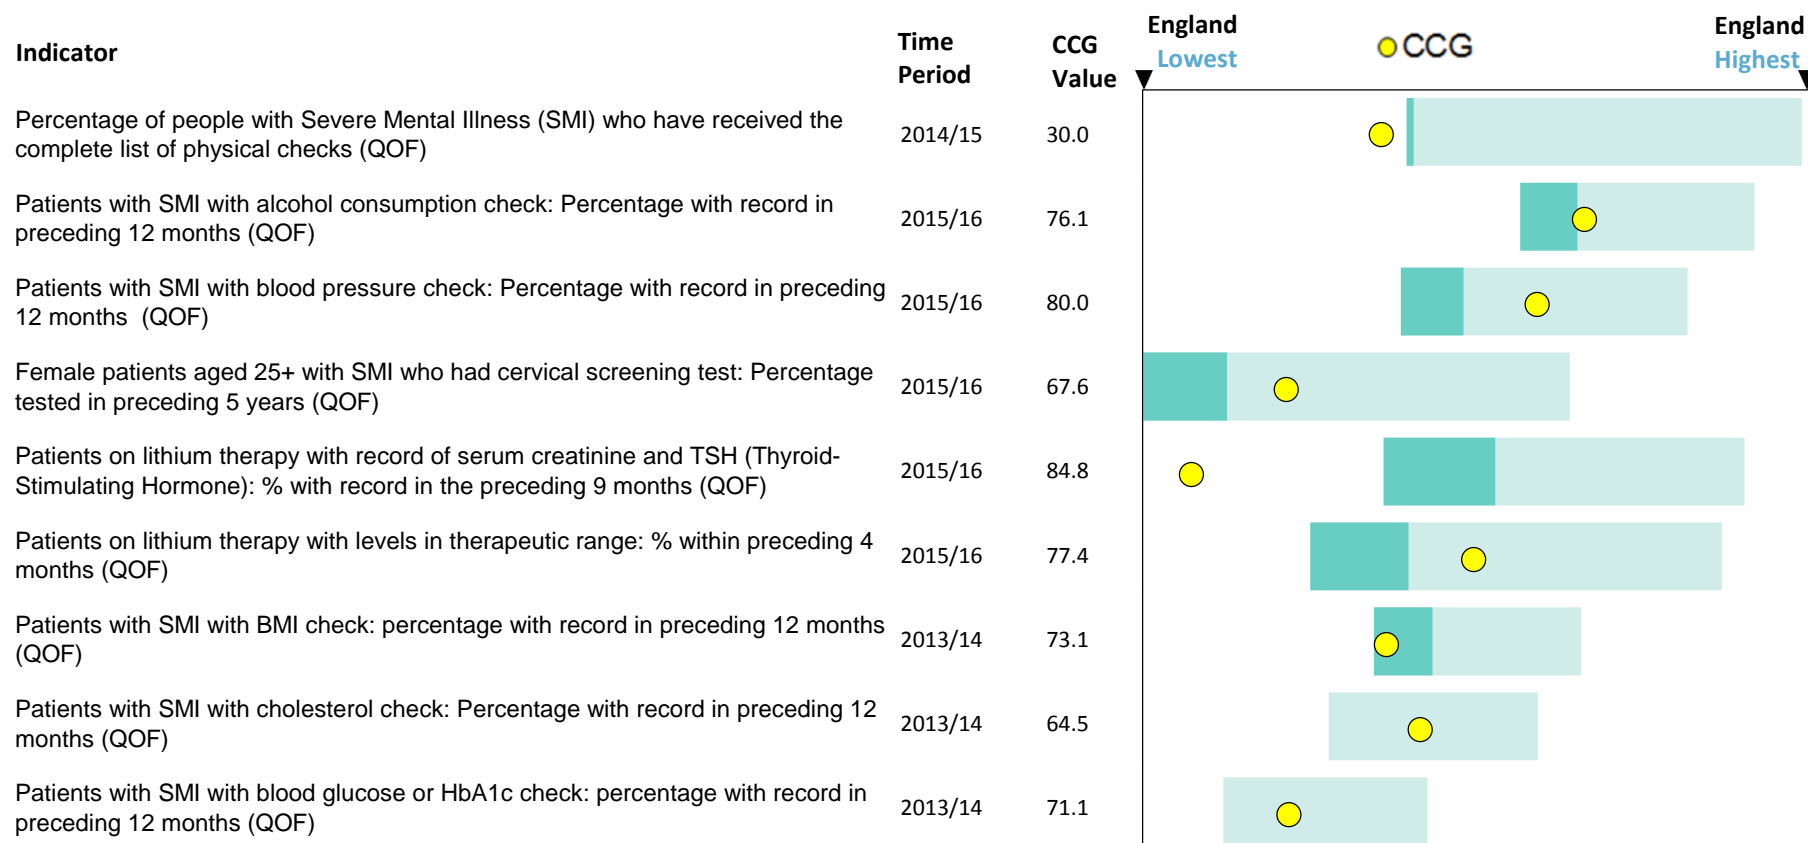 Indicator
Time
Period
CCG
Value
England
Lowest
CCG
England
Highest
Percentage of people with Severe Mental Illness (SMI) who have received the
complete list of physical checks (QOF)
2014/15
30.0
Patients with SMI with alcohol consumption check: Percentage with record in
preceding 12 months (QOF)
2015/16
76.1
Patients with SMI with blood pressure check: Percentage with record in preceding
12 months  (QOF)
2015/16
80.0
Female patients aged 25+ with SMI who had cervical screening test: Percentage
tested in preceding 5 years (QOF)
2015/16
67.6
Patients on lithium therapy with record of serum creatinine and TSH (Thyroid-
Stimulating Hormone): % with record in the preceding 9 months (QOF)
2015/16
84.8
Patients on lithium therapy with levels in therapeutic range: % within preceding 4
months (QOF)
2015/16
77.4
Patients with SMI with BMI check: percentage with record in preceding 12 months
(QOF)
2013/14
73.1
Patients with SMI with cholesterol check: Percentage with record in preceding 12
months (QOF)
2013/14
64.5
Patients with SMI with blood glucose or HbA1c check: percentage with record in
preceding 12 months (QOF)
2013/14
71.1